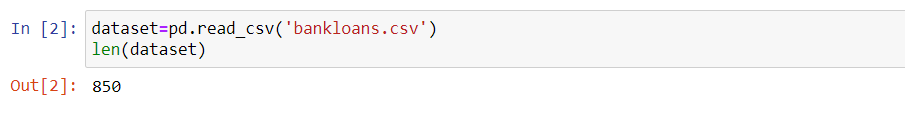 In [2]: dataset=pd.read_csv('bankloans.csv')
len(dataset)
Out[2]: 850